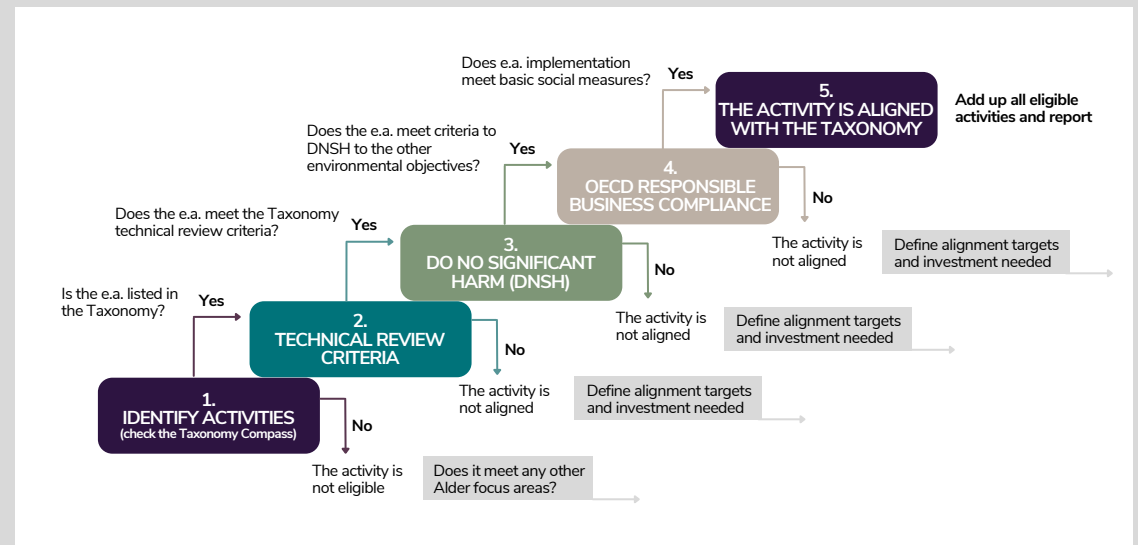 Does e.a. implementation
meet basic social measures?
Yes
5.
THE ACTIVITY IS ALIGNED
WITH THE TAXONOMY
Add up all eligible
activities and report
Does the e.a. meet criteria to
DNSH to the other
environmental objectives?
Yes
4.
OECD RESPONSIBLE
BUSINESS COMPLIANCE
No
The activity is
not aligned
Define alignment targets
and investment needed
Does the e.a. meet the Taxonomy
technical review criteria?
Yes
3.
DO NO SIGNIFICANT
HARM (DNSH)
No
The activity is
not aligned
Define alignment targets
and investment needed
Is the e.a. listed in
the Taxonomy?
Yes
2.
TECHNICAL REVIEW
CRITERIA
No
The activity is
not aligned
Define alignment targets
and investment needed
1.
IDENTIFY ACTIVITIES
(check the Taxonomy Compass)
No
The activity is
not eligible
Does it meet any other
Alder focus areas?